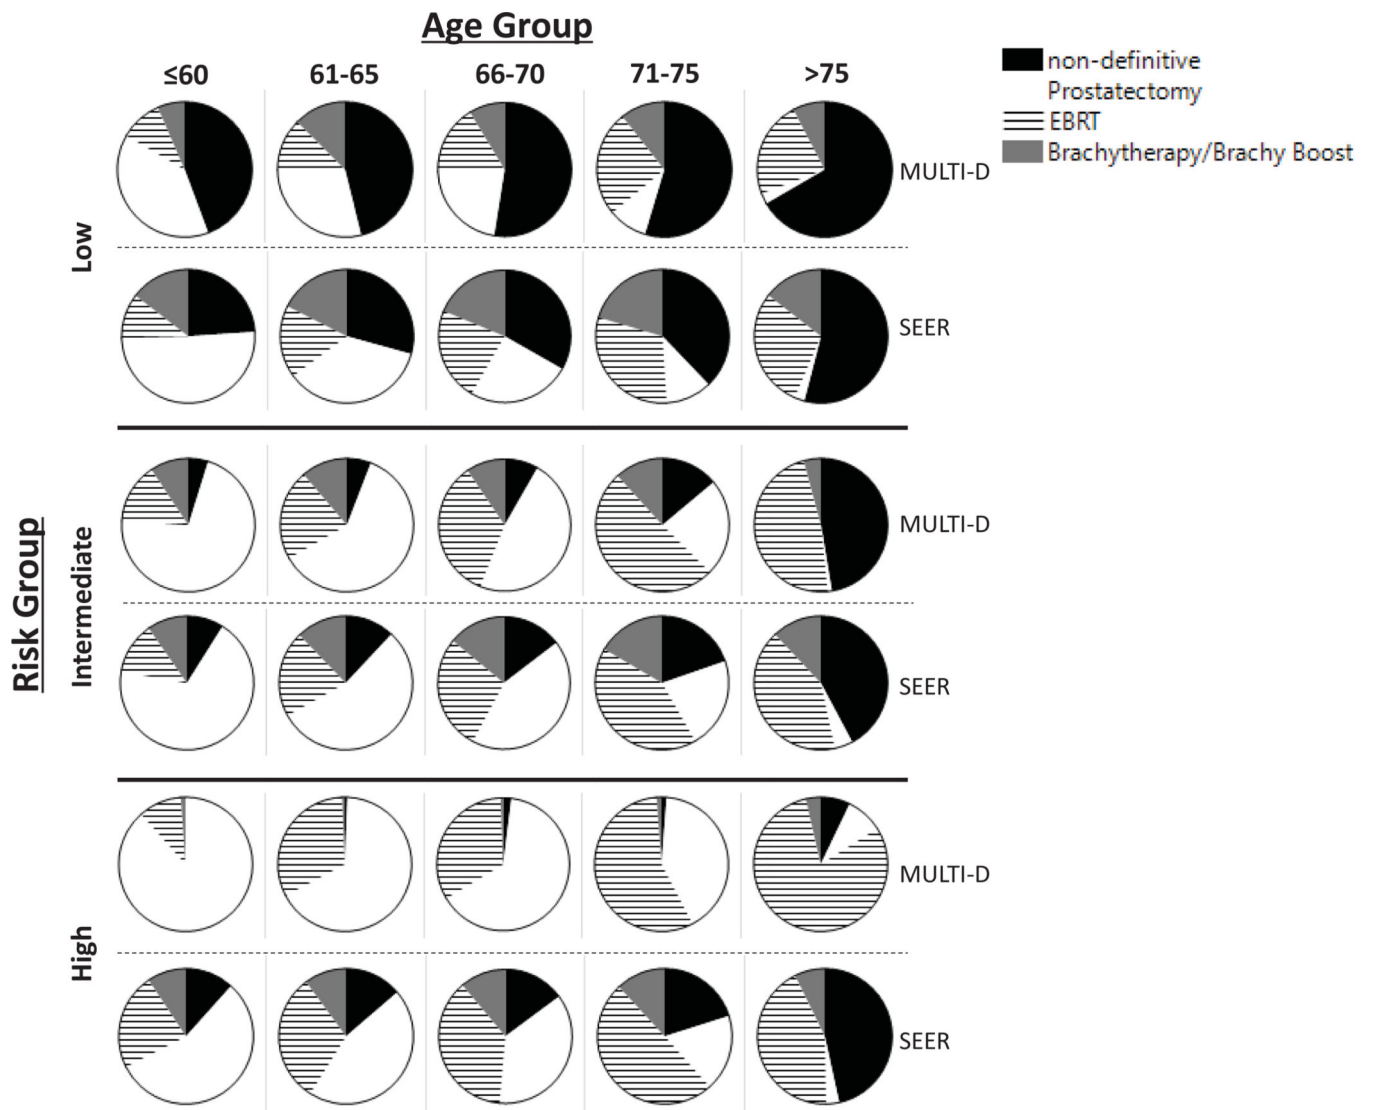 Age Group
≤60 61-65 66-70 71-75 >75
non-definitive
Prostatectomy
EBRT
Brachytherapy/Brachy Boost
Risk Group
Low
MULTI-D
SEER
Intermediate
MULTI-D
SEER
High
MULTI-D
SEER